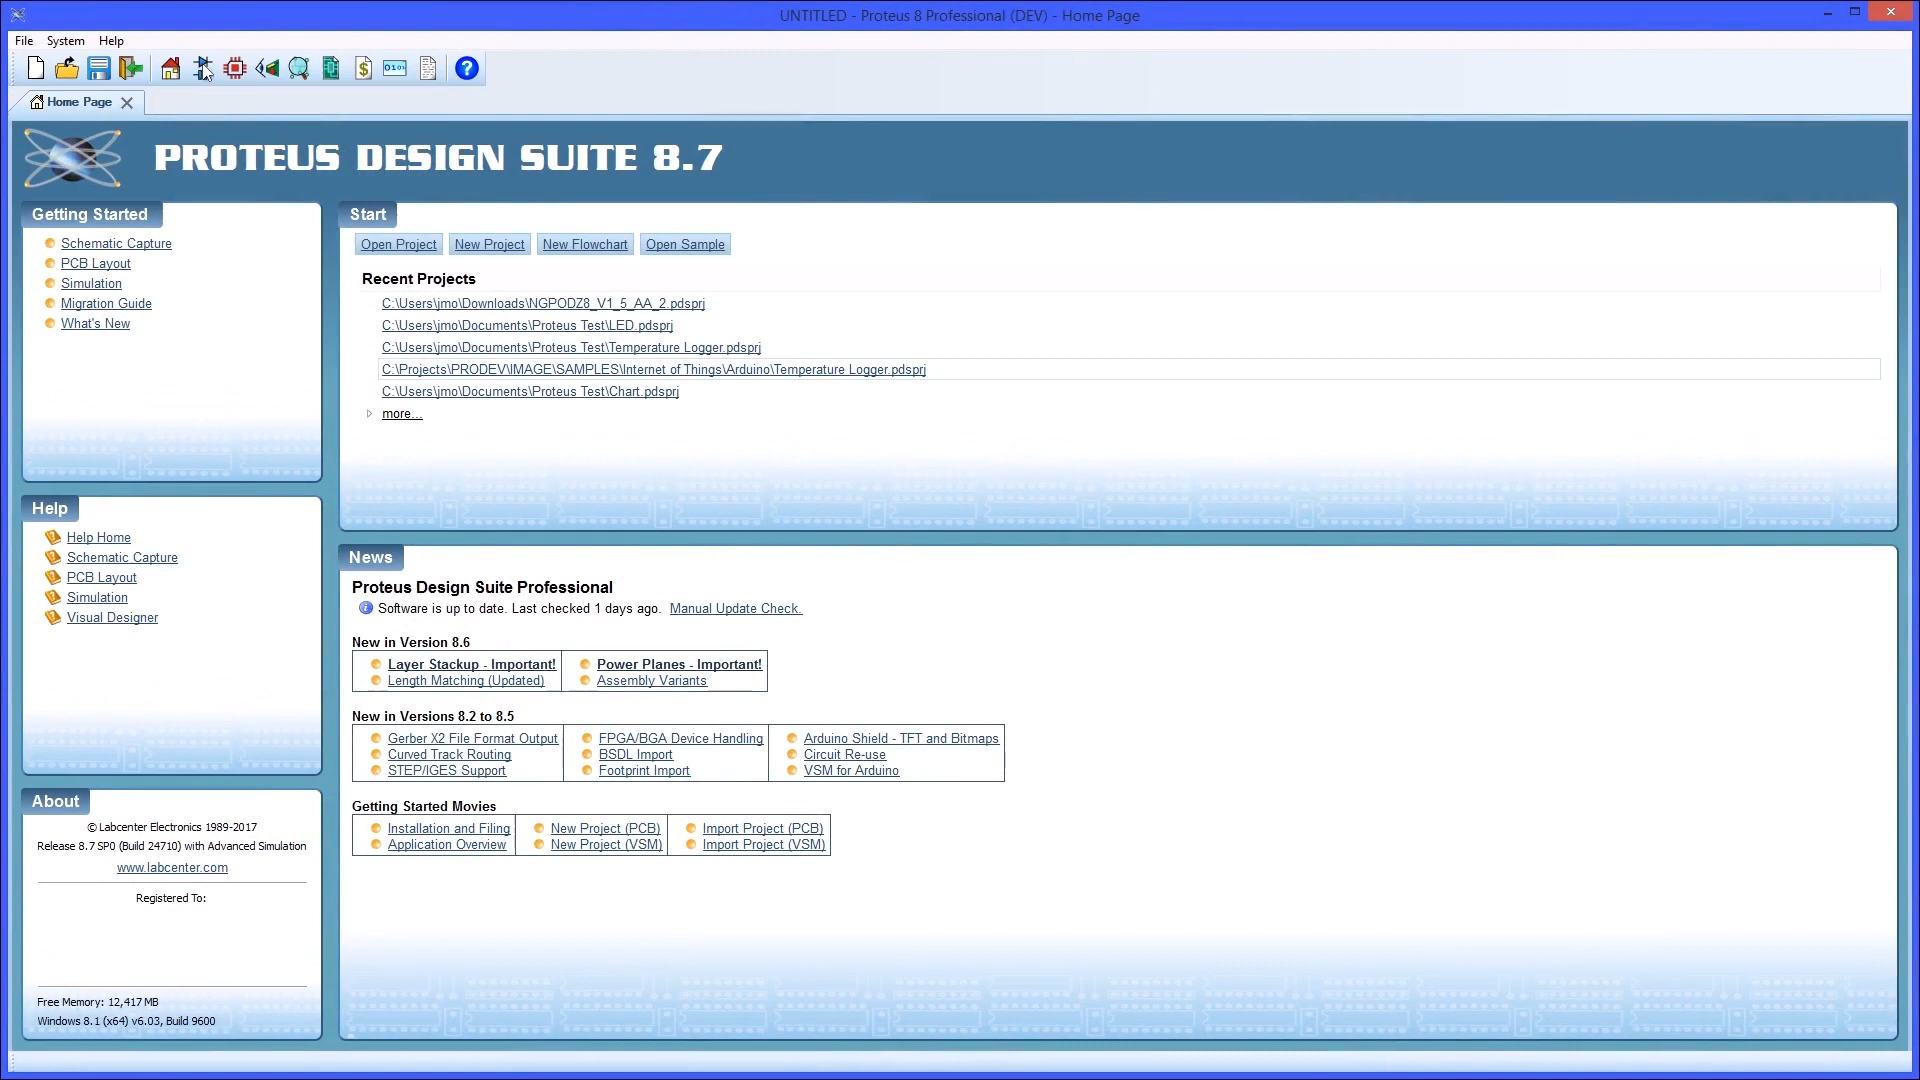 UNTITLED - Proteus 8 Professional (DEV) - Home Page
File System Help
$ 0101 ?
Home Page
PROTEUS DESIGN SUITE 8.7
Getting Started
Schematic Capture
PCB Layout
Simulation
Migration Guide
What's New
Start
Open Project New Project New Flowchart Open Sample
Recent Projects
C:\Users\jmo\Downloads\NGPODZ8_V1_5_AA_2.pdsprj
C:\Users\jmo\Documents\Proteus Test\LED.pdsprj
C:\Users\jmo\Documents\Proteus Test\Temperature Logger.pdsprj
C:\Projects\PRODEV\IMAGE\SAMPLES\Internet of Things\Arduino\Temperature Logger.pdsprj
C:\Users\jmo\Documents\Proteus Test\Chart.pdsprj
more...
Help
Help Home
Schematic Capture
PCB Layout
Simulation
Visual Designer
News
Proteus Design Suite Professional
Software is up to date. Last checked 1 days ago. Manual Update Check.
New in Version 8.6
Layer Stackup - Important! Power Planes - Important!
Length Matching (Updated) Assembly Variants
New in Versions 8.2 to 8.5
Gerber X2 File Format Output FPGA/BGA Device Handling Arduino Shield - TFT and Bitmaps
Curved Track Routing BSDL Import Circuit Re-use
STEP/IGES Support Footprint Import VSM for Arduino
Getting Started Movies
Installation and Filing New Project (PCB) Import Project (PCB)
Application Overview New Project (VSM) Import Project (VSM)
About
© Labcenter Electronics 1989-2017
Release 8.7 SP0 (Build 24710) with Advanced Simulation
www.labcenter.com
Registered To:
Free Memory: 12,417 MB
Windows 8.1 (x64) v6.03, Build 9600